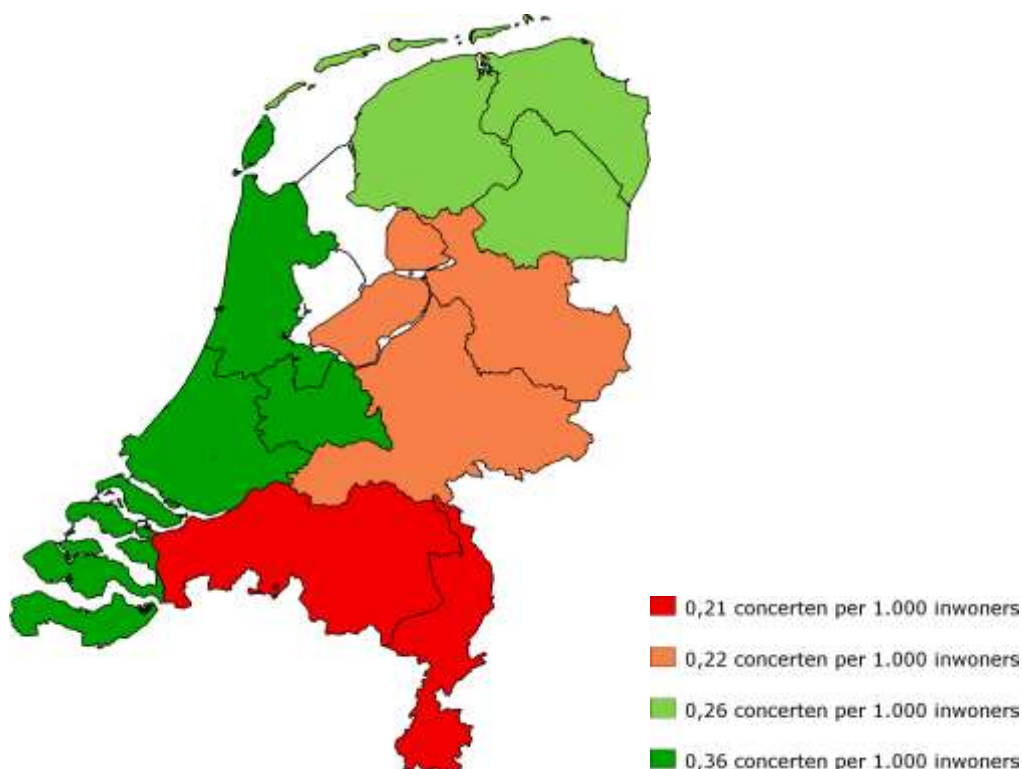 0,21 concerten per 1.000 inwoners
0,22 concerten per 1.000 inwoners
0,26 concerten per 1.000 inwoners
0,36 concerten per 1.000 inwoners